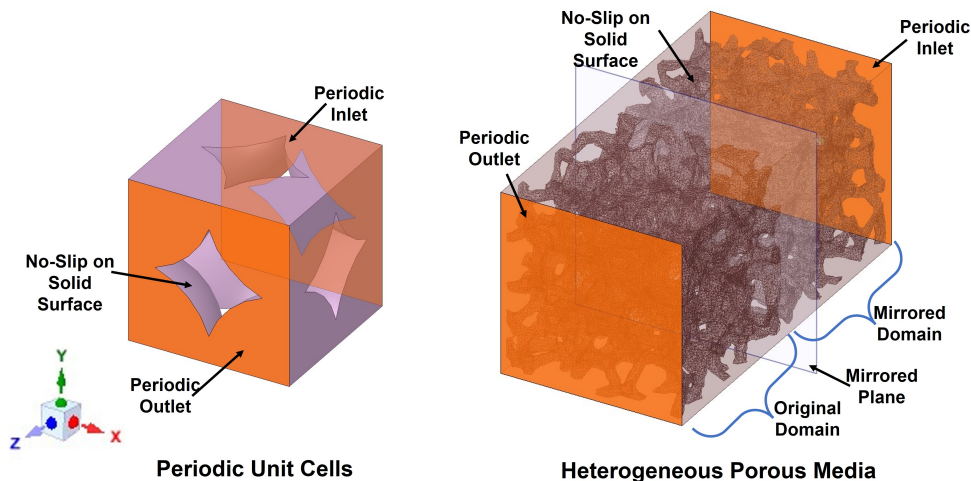 Periodic
Inlet
No-Slip on
Solid
Surface
Periodic
Outlet
Y
Z
X
Periodic Unit Cells
No-Slip on
Solid
Surface
Periodic
Inlet
Periodic
Outlet
Mirrored
Domain
Mirrored
Plane
Original
Domain
Heterogeneous Porous Media